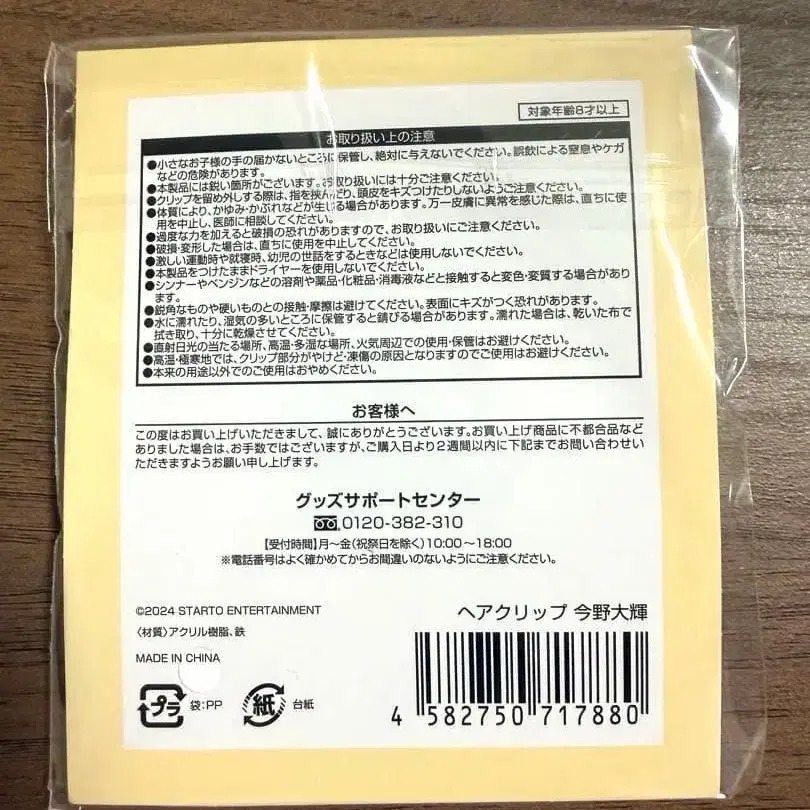 対象年齢8才以上
お取り扱い上の注意
●小さなお子様の手の届かないところに保管し、絶対に与えないでください。誤飲による窒息やケガ
などの危険があります。
●本製品には鋭い箇所がございます。お取り扱いには十分ご注意ください。
●クリップを留め外しする際は、指を挟んだり、頭皮をキズつけたりしないようご注意ください。
●体質により、かゆみ・かぶれなどが生じる場合があります。万一皮膚に異常を感じた際は、直ちに使
用を中止し、医師に相談してください。
●過度な力を加えると破損の恐れがありますので、お取り扱いにご注意ください。
●破損・変形した場合は、直ちに使用を中止してください。
●激しい運動時や就寝時、幼児の世話をするときなどは使用しないでください。
●本製品をつけたままドライヤーを使用しないでください。
●シンナーやベンジンなどの溶剤や薬品・化粧品・消毒液などと接触すると変色・変質する場合があり
ます。
●鋭角なものや硬いものとの接触・摩擦は避けてください。表面にキズがつく恐れがあります。
●水に濡れたり、湿気の多いところに保管すると錆びる場合があります。濡れた場合は、乾いた布で
拭き取り、十分に乾燥させてください。
●直射日光の当たる場所、高温・多湿な場所、火気周辺での使用・保管はお避けください。
●高温・極寒地では、クリップ部分がやけど・凍傷の原因となりますのでご使用はお避けください。
●本来の用途以外でのご使用はおやめください。
お客様へ
この度はお買い上げいただきまして、誠にありがとうございます。お買い上げ商品に不都合品など
ありました場合は、お手数ではございますが、ご購入日より2週間以内に下記までお問い合わせい
ただきますようお願い申し上げます。
グッズサポートセンター
0120-382-310
【受付時間】月〜金(祝祭日を除く)10:00〜18:00
※電話番号はよく確かめてからお間違いのないようにご注意ください。
©2024 STARTO ENTERTAINMENT
〈材質〉アクリル樹脂、鉄
MADE IN CHINA
プラ 袋:PP 紙 台紙
ヘアクリップ 今野大輝
4 582750 717880